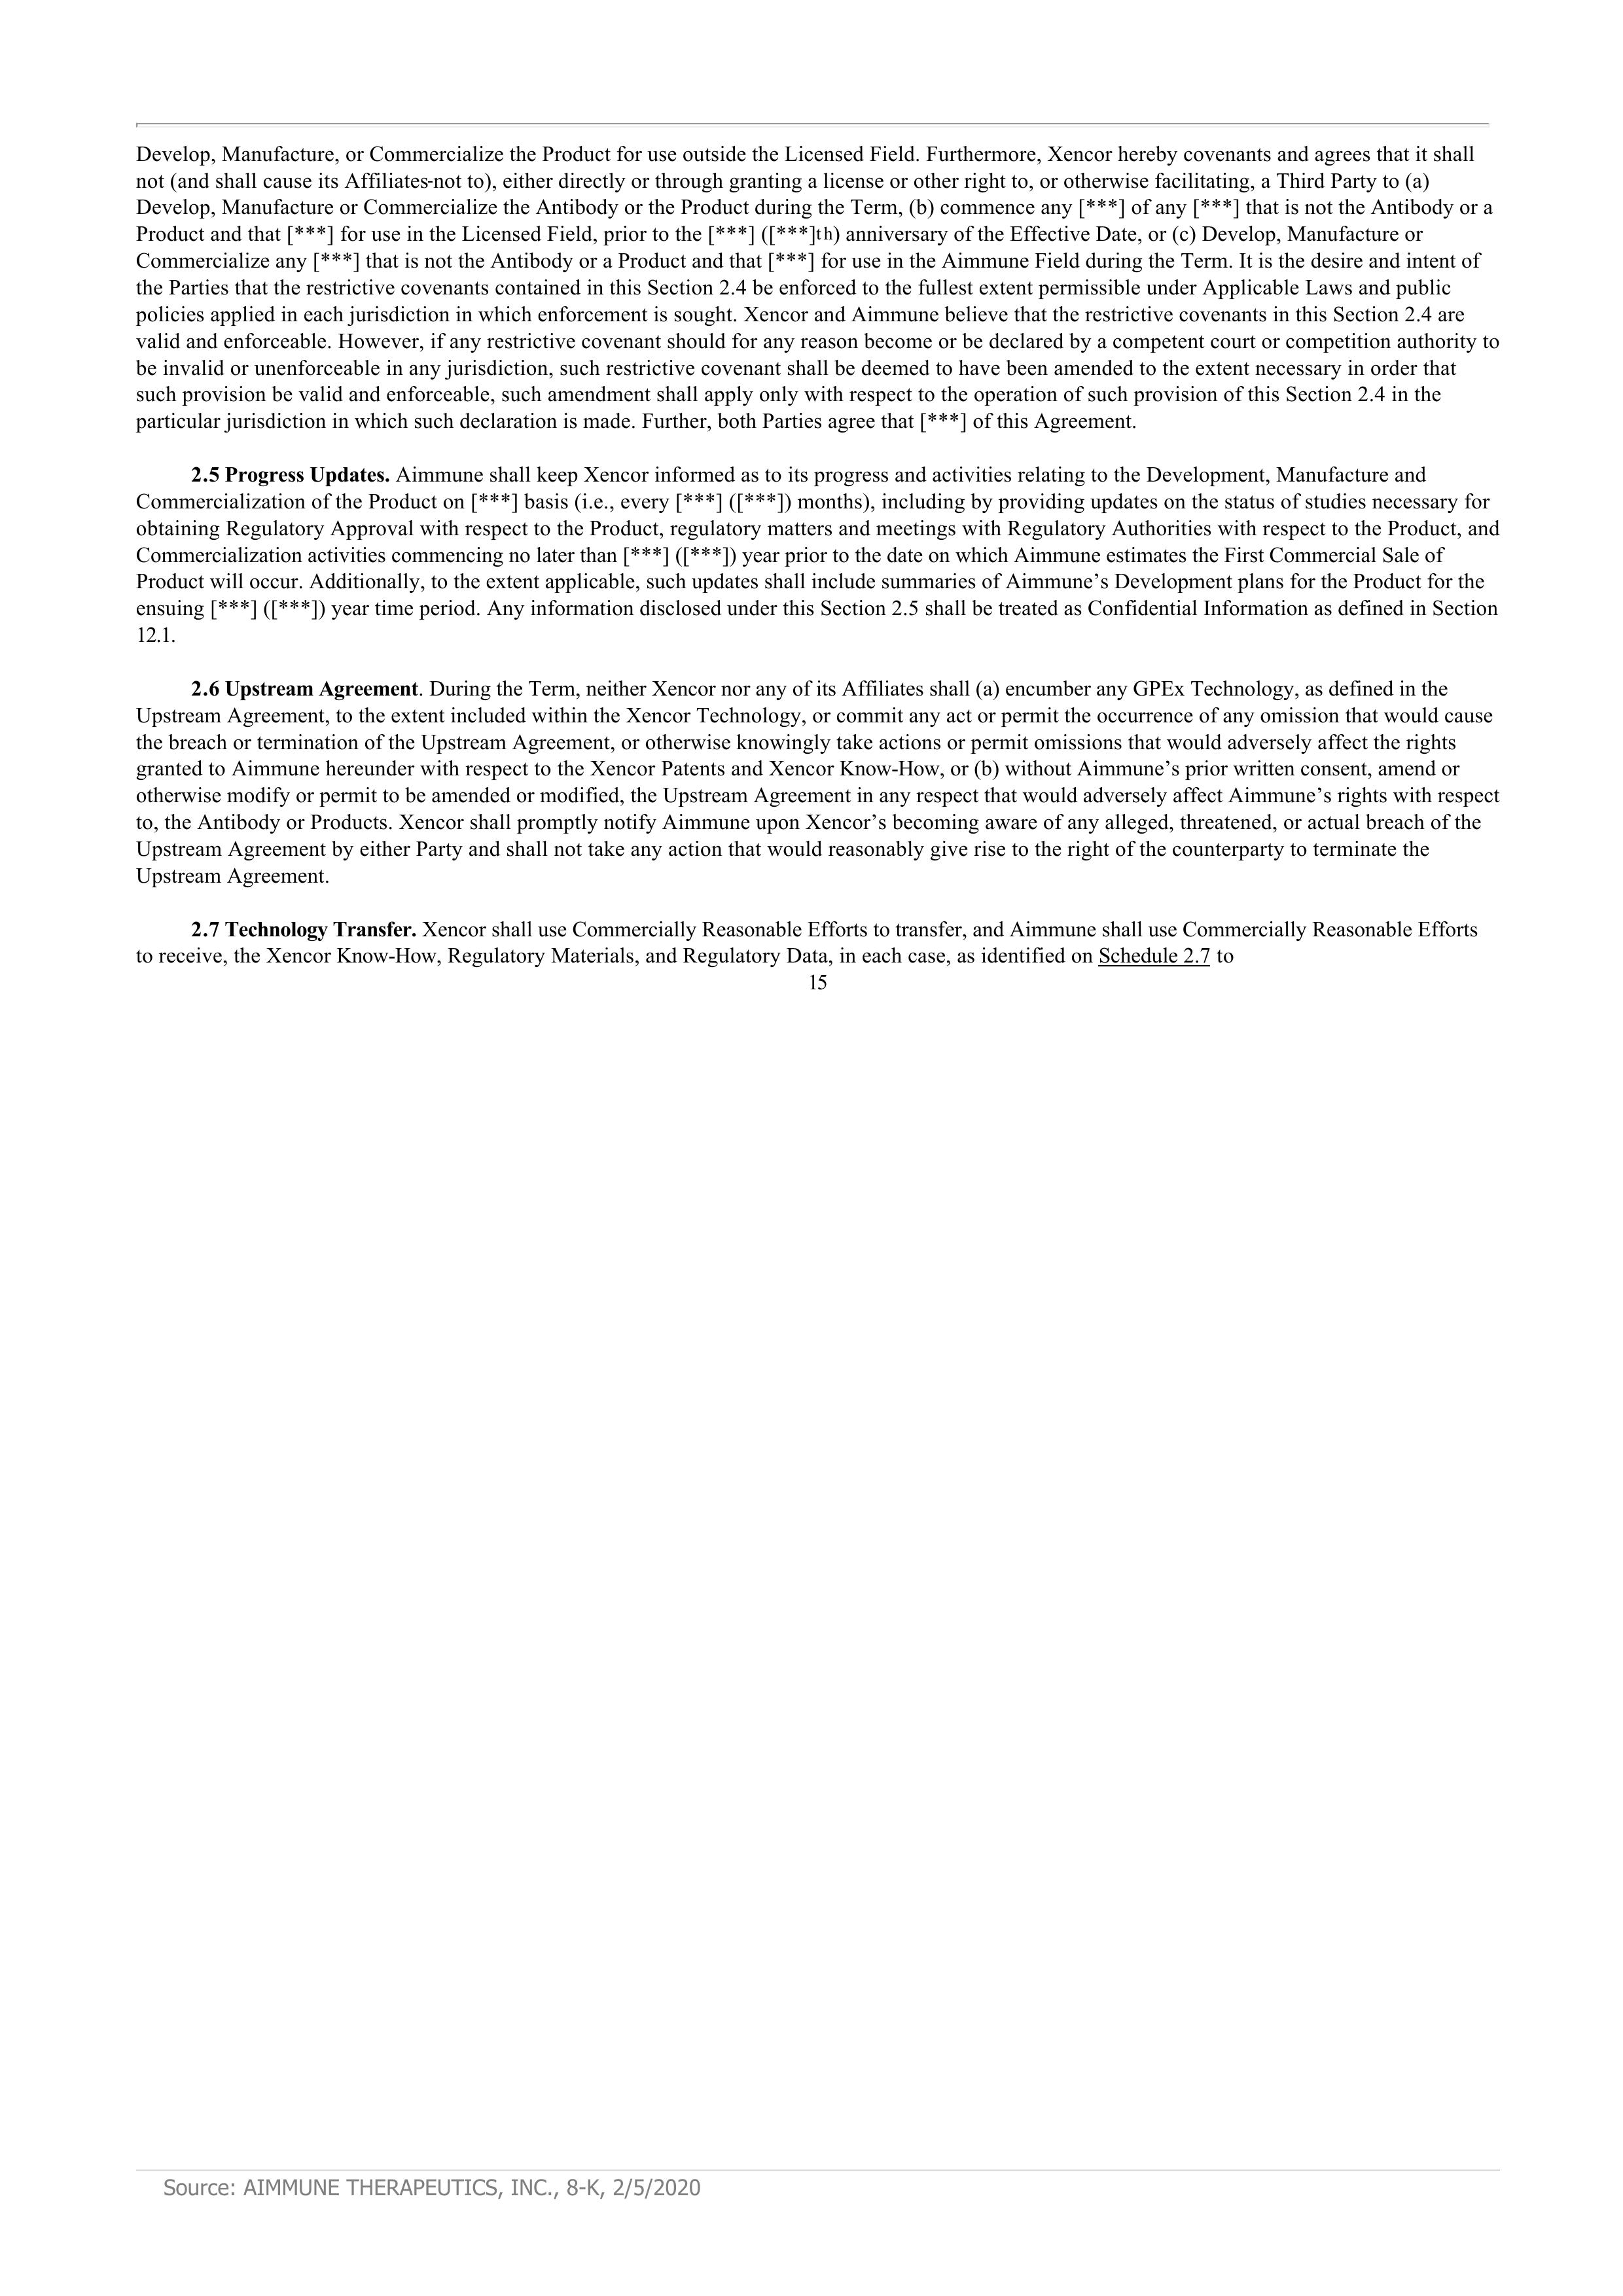 Develop, Manufacture, or Commercialize the Product for use outside the Licensed Field. Furthermore, Xencor hereby covenants and agrees that it shall
not (and shall cause its Affiliates-not to), either directly or through granting a license or other right to, or otherwise facilitating, a Third Party to (a)
Develop, Manufacture or Commercialize the Antibody or the Product during the Term, (b) commence any [***] of any [***] that is not the Antibody or a
Product and that [***] for use in the Licensed Field, prior to the [***] ([***]th) anniversary of the Effective Date, or (c) Develop, Manufacture or
Commercialize any [***] that is not the Antibody or a Product and that [***] for use in the Aimmune Field during the Term. It is the desire and intent of
the Parties that the restrictive covenants contained in this Section 2.4 be enforced to the fullest extent permissible under Applicable Laws and public
policies applied in each jurisdiction in which enforcement is sought. Xencor and Aimmune believe that the restrictive covenants in this Section 2.4 are
valid and enforceable. However, if any restrictive covenant should for any reason become or be declared by a competent court or competition authority to
be invalid or unenforceable in any jurisdiction, such restrictive covenant shall be deemed to have been amended to the extent necessary in order that
such provision be valid and enforceable, such amendment shall apply only with respect to the operation of such provision of this Section 2.4 in the
particular jurisdiction in which such declaration is made. Further, both Parties agree that [***] of this Agreement.
2.5 Progress Updates. Aimmune shall keep Xencor informed as to its progress and activities relating to the Development, Manufacture and
Commercialization of the Product on [***] basis (i.e., every [***] ([***]) months), including by providing updates on the status of studies necessary for
obtaining Regulatory Approval with respect to the Product, regulatory matters and meetings with Regulatory Authorities with respect to the Product, and
Commercialization activities commencing no later than [***] ([***]) year prior to the date on which Aimmune estimates the First Commercial Sale of
Product will occur. Additionally, to the extent applicable, such updates shall include summaries of Aimmune’s Development plans for the Product for the
ensuing [***] ([***]) year time period. Any information disclosed under this Section 2.5 shall be treated as Confidential Information as defined in Section
12.1.
2.6 Upstream Agreement. During the Term, neither Xencor nor any of its Affiliates shall (a) encumber any GPEx Technology, as defined in the
Upstream Agreement, to the extent included within the Xencor Technology, or commit any act or permit the occurrence of any omission that would cause
the breach or termination of the Upstream Agreement, or otherwise knowingly take actions or permit omissions that would adversely affect the rights
granted to Aimmune hereunder with respect to the Xencor Patents and Xencor Know-How, or (b) without Aimmune’s prior written consent, amend or
otherwise modify or permit to be amended or modified, the Upstream Agreement in any respect that would adversely affect Aimmune’s rights with respect
to, the Antibody or Products. Xencor shall promptly notify Aimmune upon Xencor’s becoming aware of any alleged, threatened, or actual breach of the
Upstream Agreement by either Party and shall not take any action that would reasonably give rise to the right of the counterparty to terminate the
Upstream Agreement.
2.7 Technology Transfer. Xencor shall use Commercially Reasonable Efforts to transfer, and Aimmune shall use Commercially Reasonable Efforts
to receive, the Xencor Know-How, Regulatory Materials, and Regulatory Data, in each case, as identified on Schedule 2.7 to
15
Source: AIMMUNE THERAPEUTICS, INC., 8-K, 2/5/2020